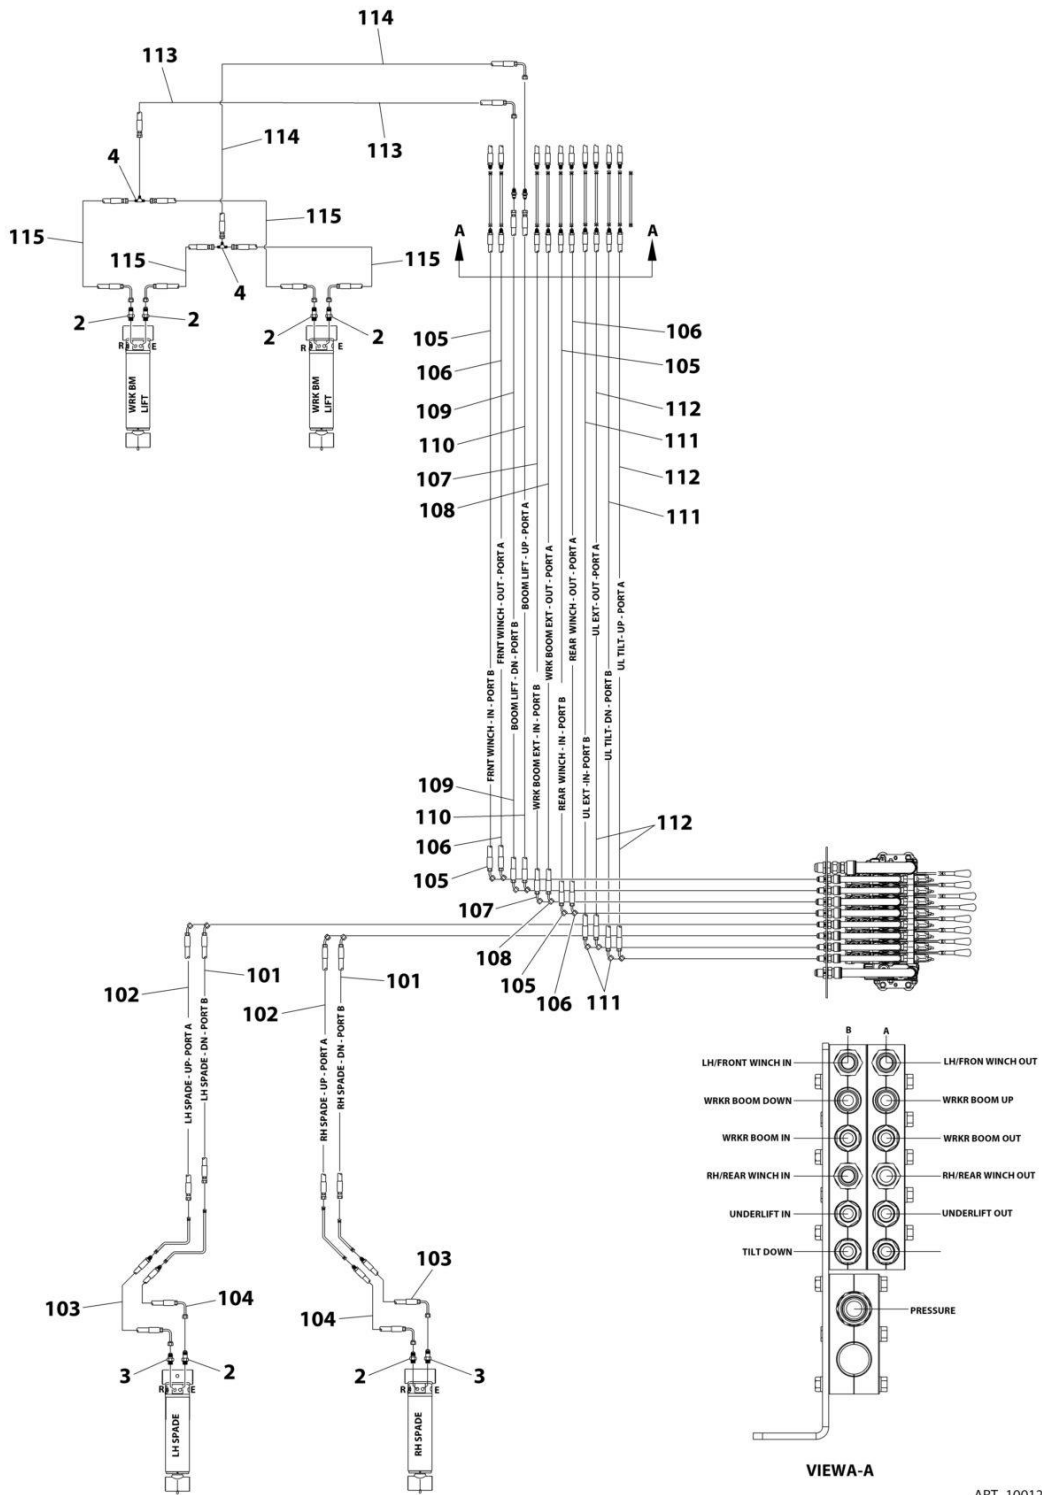 114
113
114
113
4
115
115
A
A
115
115
4
2
2
2
2
R
E
R
E
WRK BM
LIFT
WRK BM
LIFT
105
106
106
105
109
112
110
111
107
112
108
111
FRNT WINCH - IN - PORT B
FRNT WINCH - OUT - PORT A
BOOM LIFT - DN - PORT B
BOOM LIFT - UP - PORT A
WRK BOOM EXT - IN - PORT B
WRK BOOM EXT - OUT - PORT A
REAR WINCH - IN - PORT B
REAR WINCH - OUT - PORT A
UL EXT -IN- PORT B
UL EXT- OUT -PORT A
UL TILT- DN - PORT B
UL TILT- UP - PORT A
109
110
112
106
105
107
108
105
106
111
101
102
101
102
LH SPADE - UP- PORT A
LH SPADE - DN - PORT B
RH SPADE - UP - PORT A
RH SPADE - DN - PORT B
103
104
103
104
3
2
2
3
R
E
R
E
LH SPADE
RH SPADE
B
A
LH/FRONT WINCH IN
LH/FRON WINCH OUT
WRKR BOOM DOWN
WRKR BOOM UP
WRKR BOOM IN
WRKR BOOM OUT
RH/REAR WINCH IN
RH/REAR WINCH OUT
UNDERLIFT IN
UNDERLIFT OUT
TILT DOWN
PRESSURE
VIEWA-A